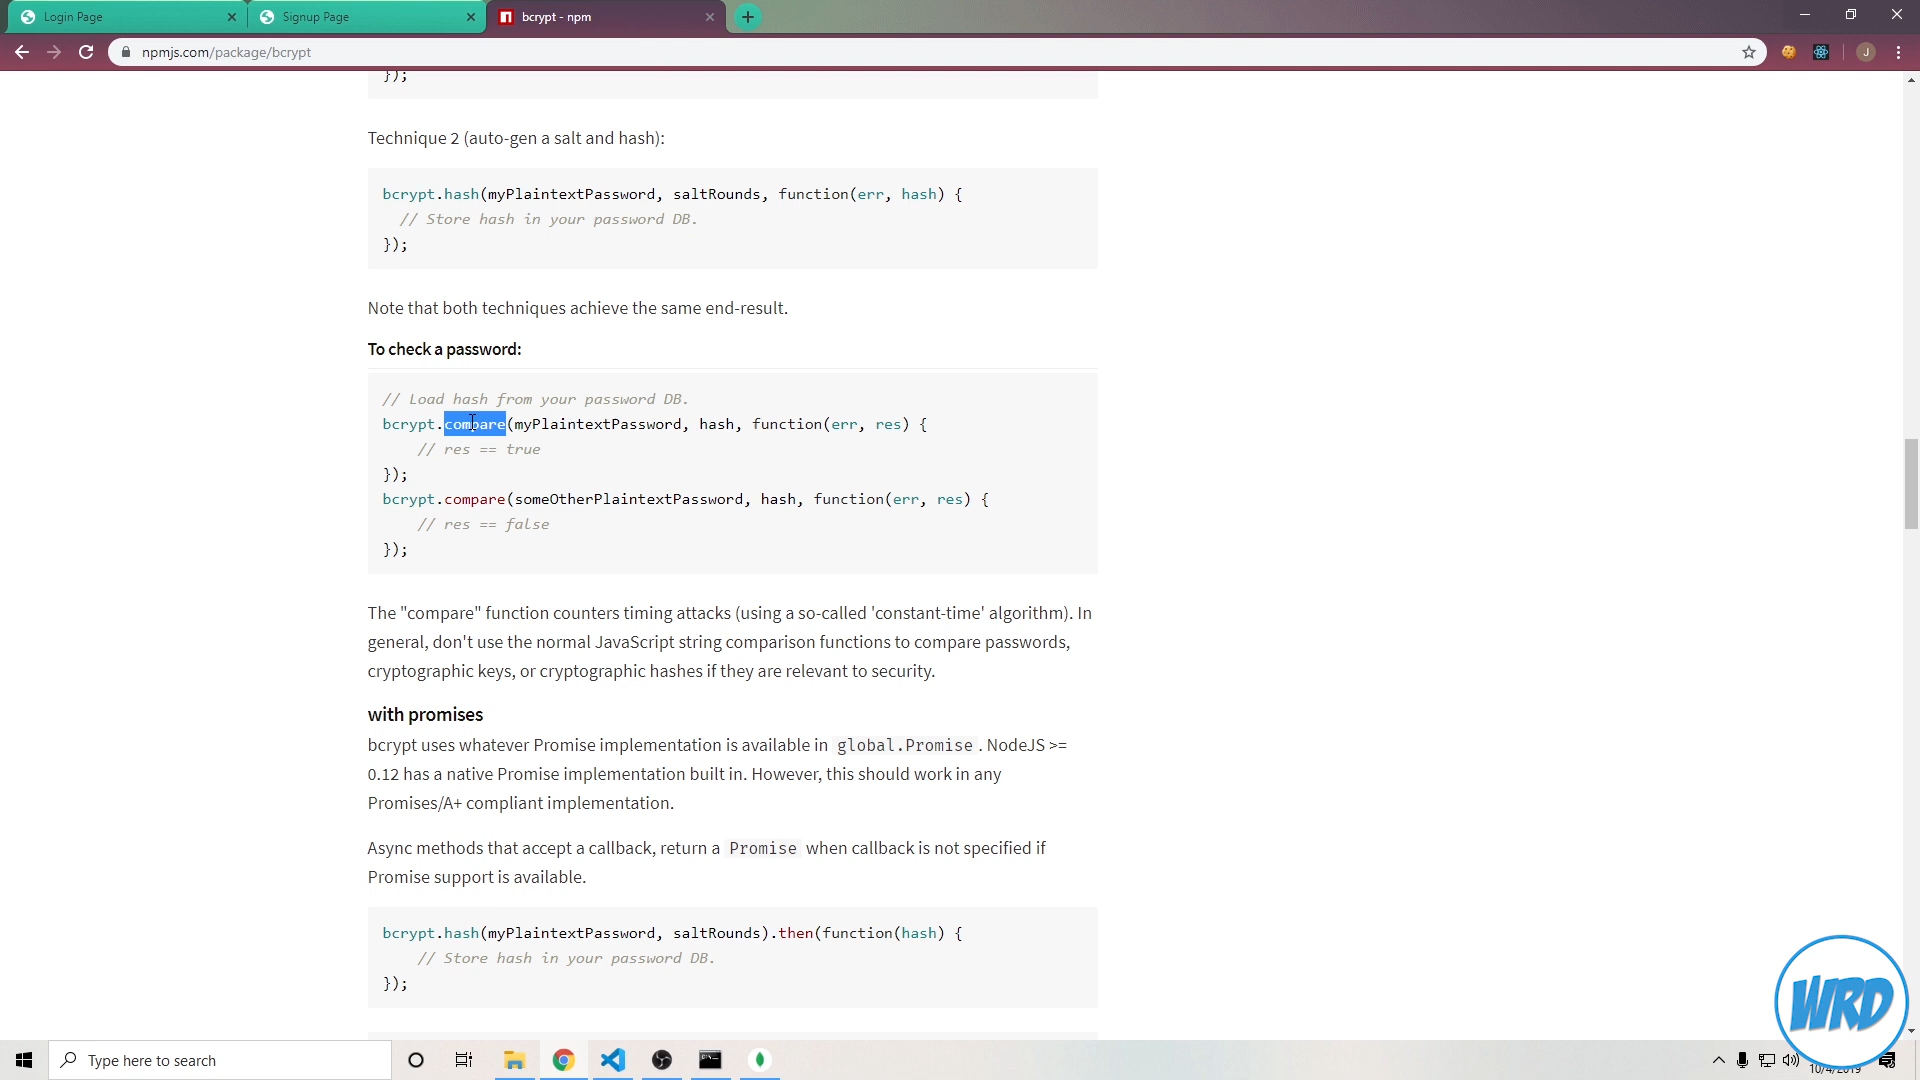 Login Page
Signup Page
bcrypt - npm
npmjs.com/package/bcrypt
J
});
Technique 2 (auto-gen a salt and hash):
bcrypt.hash(myPlaintextPassword, saltRounds, function(err, hash) {
// Store hash in your password DB.
});
Note that both techniques achieve the same end-result.
To check a password:
// Load hash from your password DB.
bcrypt.compare(myPlaintextPassword, hash, function(err, res) {
// res == true
});
bcrypt.compare(someOtherPlaintextPassword, hash, function(err, res) {
// res == false
});
The "compare" function counters timing attacks (using a so-called 'constant-time' algorithm). In
general, don't use the normal JavaScript string comparison functions to compare passwords,
cryptographic keys, or cryptographic hashes if they are relevant to security.
with promises
bcrypt uses whatever Promise implementation is available in global.Promise. NodeJS >=
0.12 has a native Promise implementation built in. However, this should work in any
Promises/A+ compliant implementation.
Async methods that accept a callback, return a Promise when callback is not specified if
Promise support is available.
bcrypt.hash(myPlaintextPassword, saltRounds).then(function(hash) {
// Store hash in your password DB.
});
WRD
Type here to search
10/4/2019